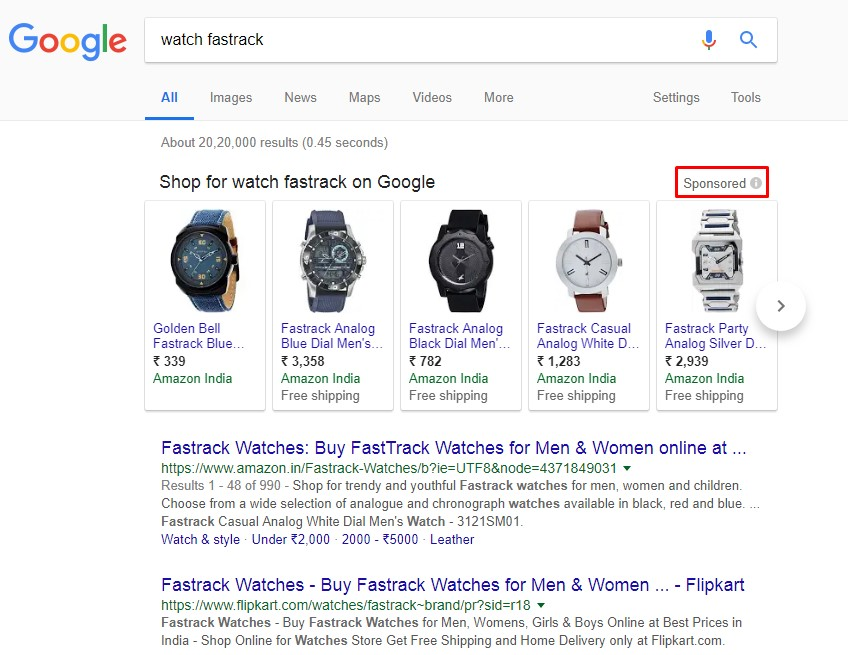 Google
watch fastrack
All Images News Maps Videos More Settings Tools
About 20,20,000 results (0.45 seconds)
Shop for watch fastrack on Google
Sponsored
Golden Bell
Fastrack Blue...
₹ 339
Amazon India
Fastrack Analog
Blue Dial Men's...
₹ 3,358
Amazon India
Free shipping
Fastrack Analog
Black Dial Men'...
₹ 782
Amazon India
Free shipping
Fastrack Casual
Analog White D...
₹ 1,283
Amazon India
Free shipping
Fastrack Party
Analog Silver D...
₹ 2,939
Amazon India
Free shipping
Fastrack Watches: Buy FastTrack Watches for Men & Women online at ...
https://www.amazon.in/Fastrack-Watches/b?ie=UTF8&node=4371849031
Results 1 - 48 of 990 - Shop for trendy and youthful Fastrack watches for men, women and children.
Choose from a wide selection of analogue and chronograph watches available in black, red and blue. ...
Fastrack Casual Analog White Dial Men's Watch - 3121SM01.
Watch & style · Under ₹2,000 · 2000 - ₹5000 · Leather
Fastrack Watches - Buy Fastrack Watches for Men & Women ... - Flipkart
https://www.flipkart.com/watches/fastrack~brand/pr?sid=r18
Fastrack Watches - Buy Fastrack Watches for Men, Womens, Girls & Boys Online at Best Prices in
India - Shop Online for Watches Store Get Free Shipping and Home Delivery only at Flipkart.com.